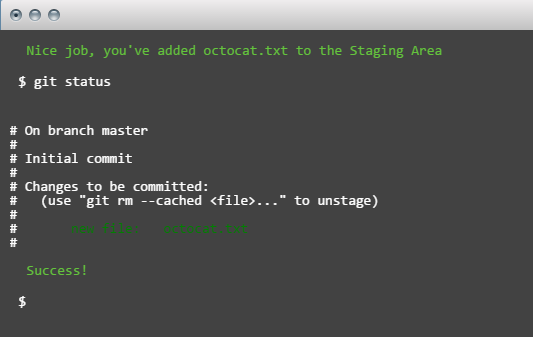 Nice job, you've added octocat.txt to the Staging Area
$ git status
# On branch master
#
# Initial commit
#
# Changes to be committed:
#   (use "git rm --cached <file>..." to unstage)
#
#       new file:   octocat.txt
#
Success!
$